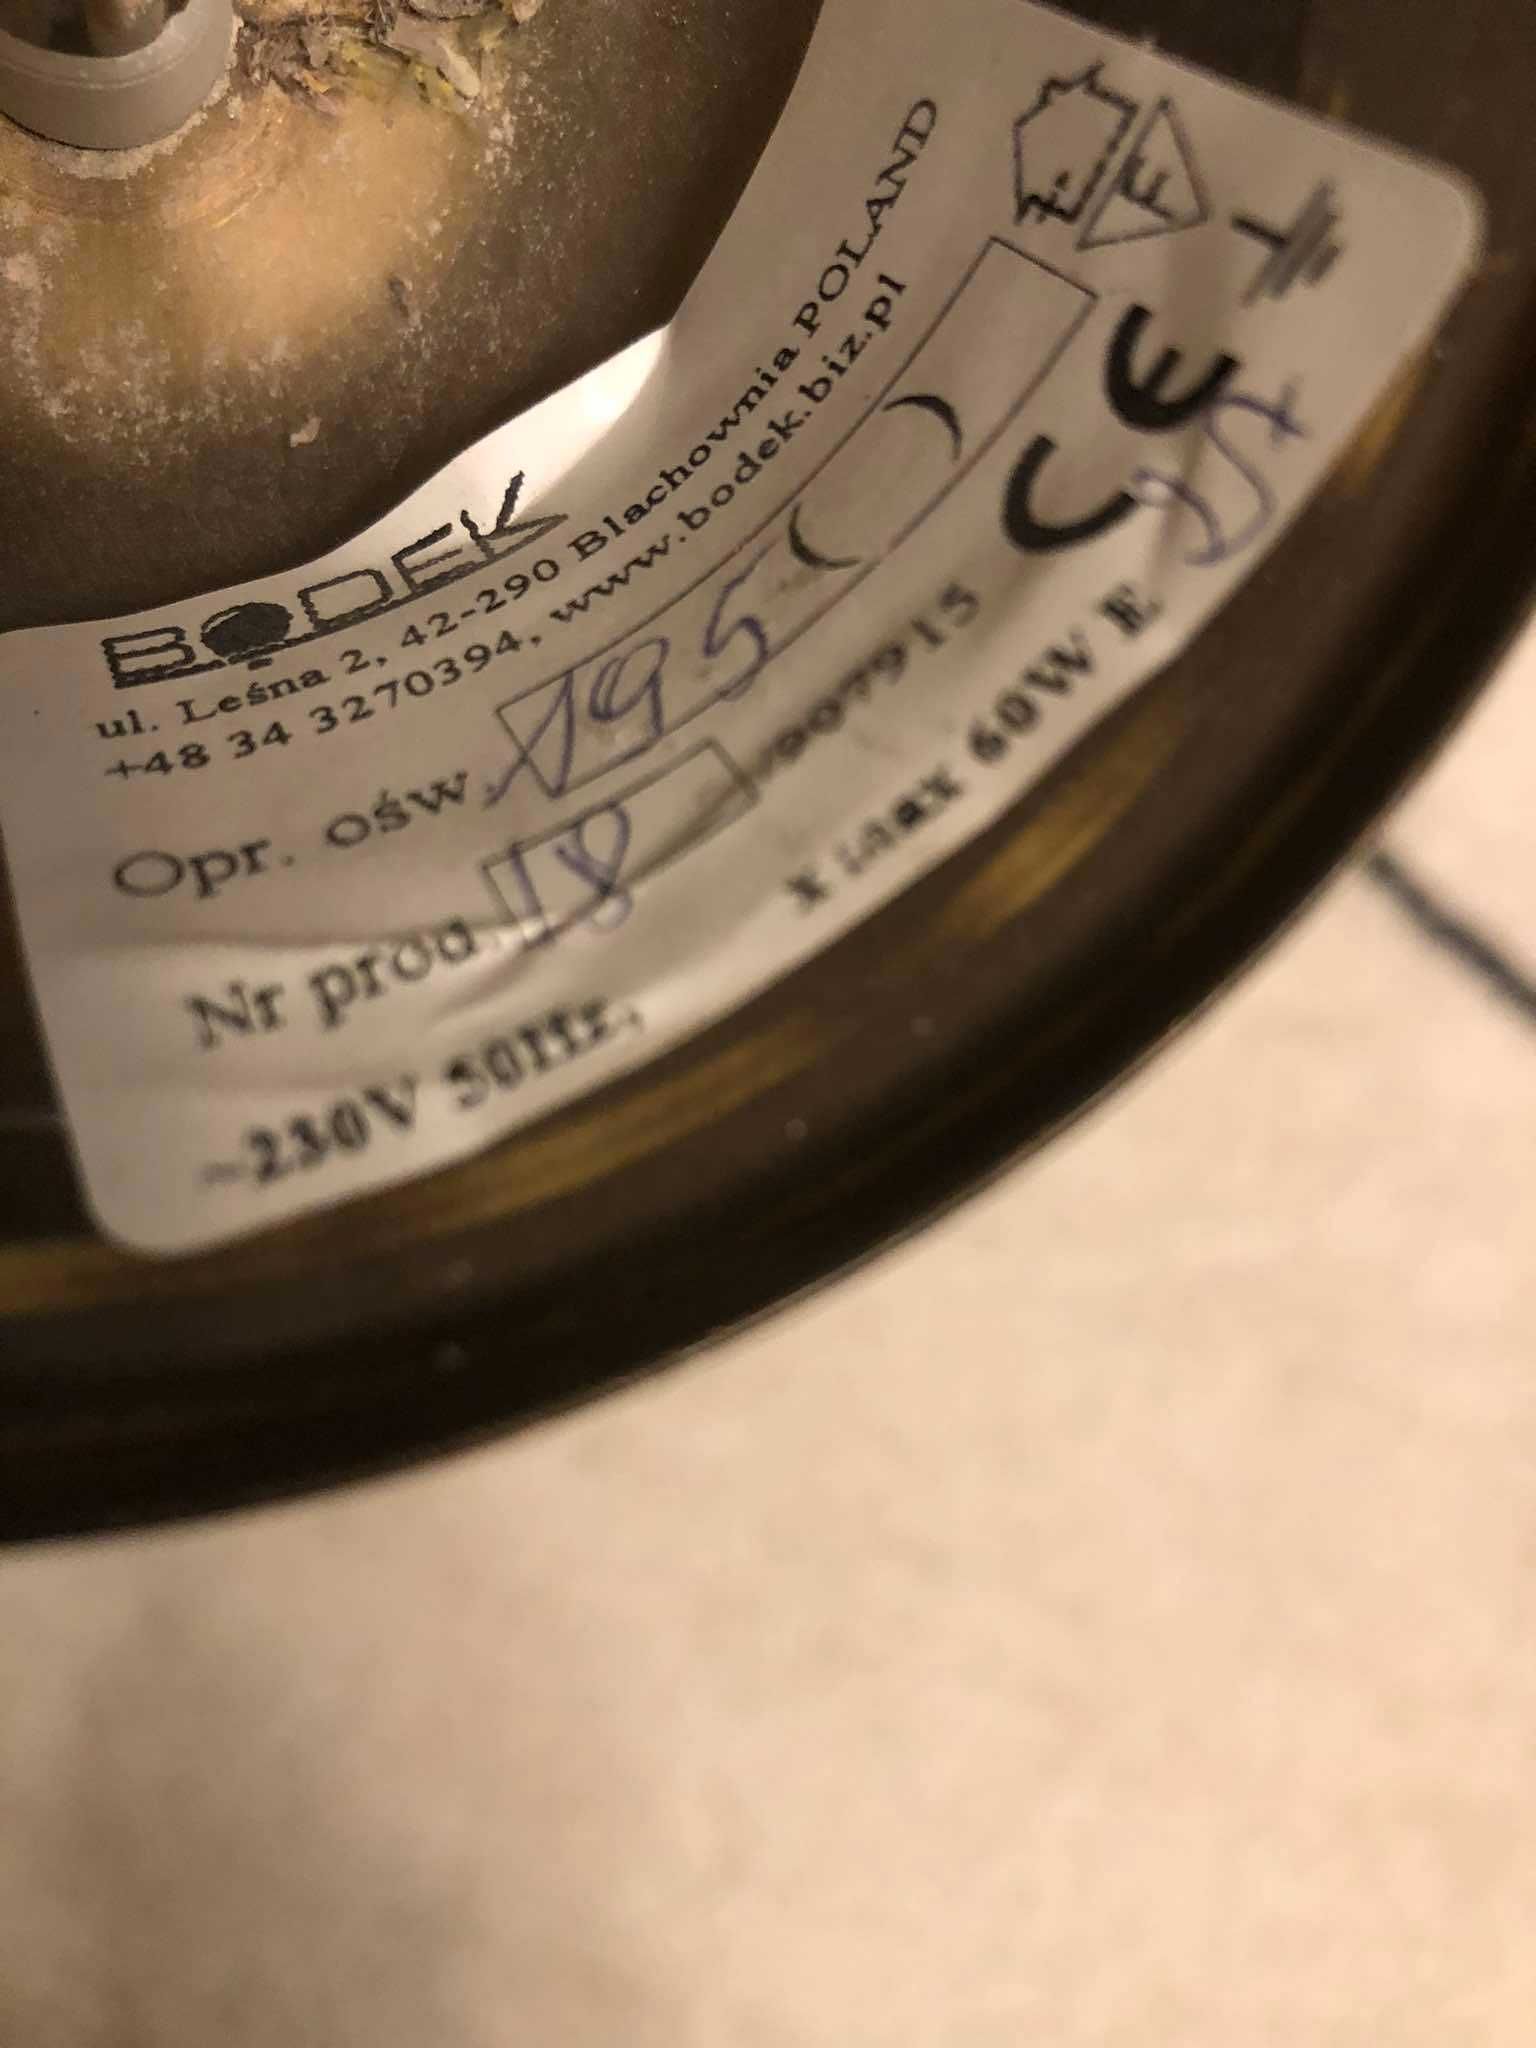 BODEK
ul. Leśna 2, 42-290 Blachownia POLAND
+48 34 3270394, www.bodek.biz.pl
Opr. ośw. 195 ( )
Nr prod. 18 /907915
~230V 50Hz, x max 60W E
CE
F